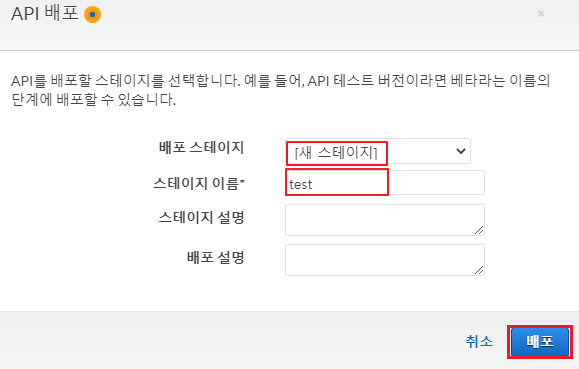 API 배포
×
API를 배포할 스테이지를 선택합니다. 예를 들어, API 테스트 버전이라면 베타라는 이름의
단계에 배포할 수 있습니다.
배포 스테이지 [새 스테이지]
스테이지 이름* test
스테이지 설명
배포 설명
취소 배포